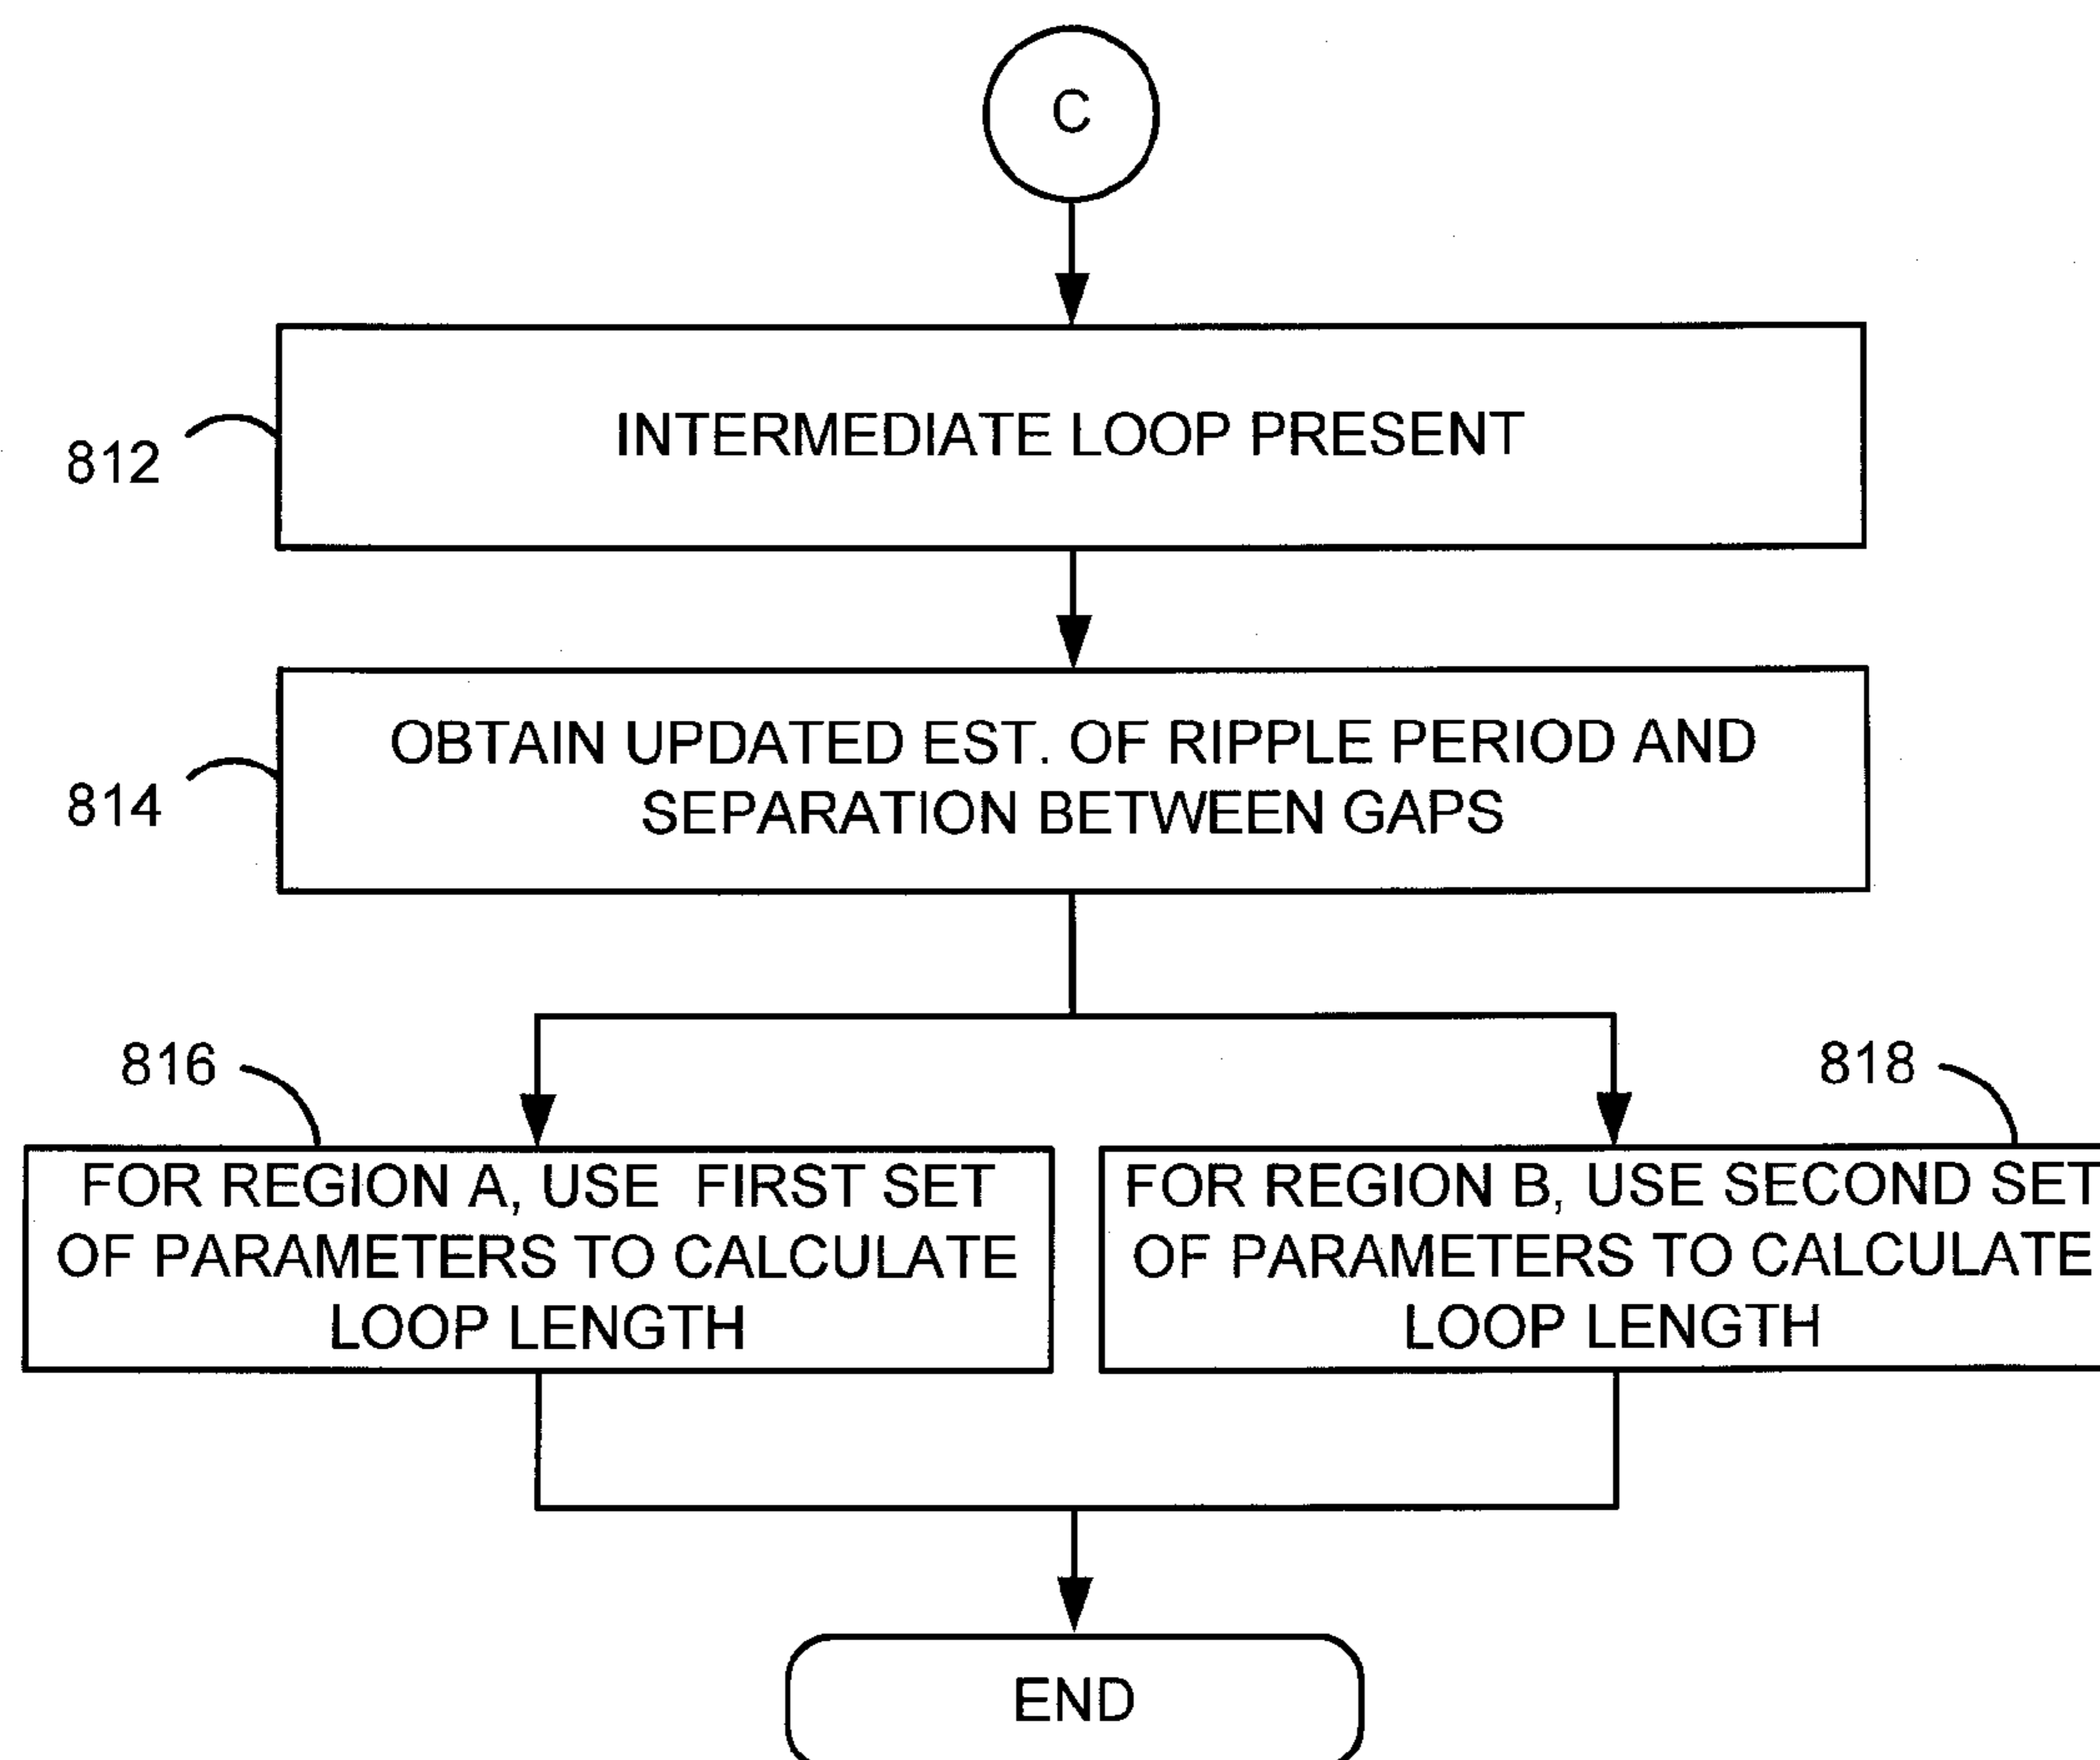 C
INTERMEDIATE LOOP PRESENT
812
OBTAIN UPDATED EST. OF RIPPLE PERIOD AND
SEPARATION BETWEEN GAPS
814
816
818
FOR REGION A, USE FIRST SET
OF PARAMETERS TO CALCULATE
LOOP LENGTH
FOR REGION B, USE SECOND SET
OF PARAMETERS TO CALCULATE
LOOP LENGTH
END